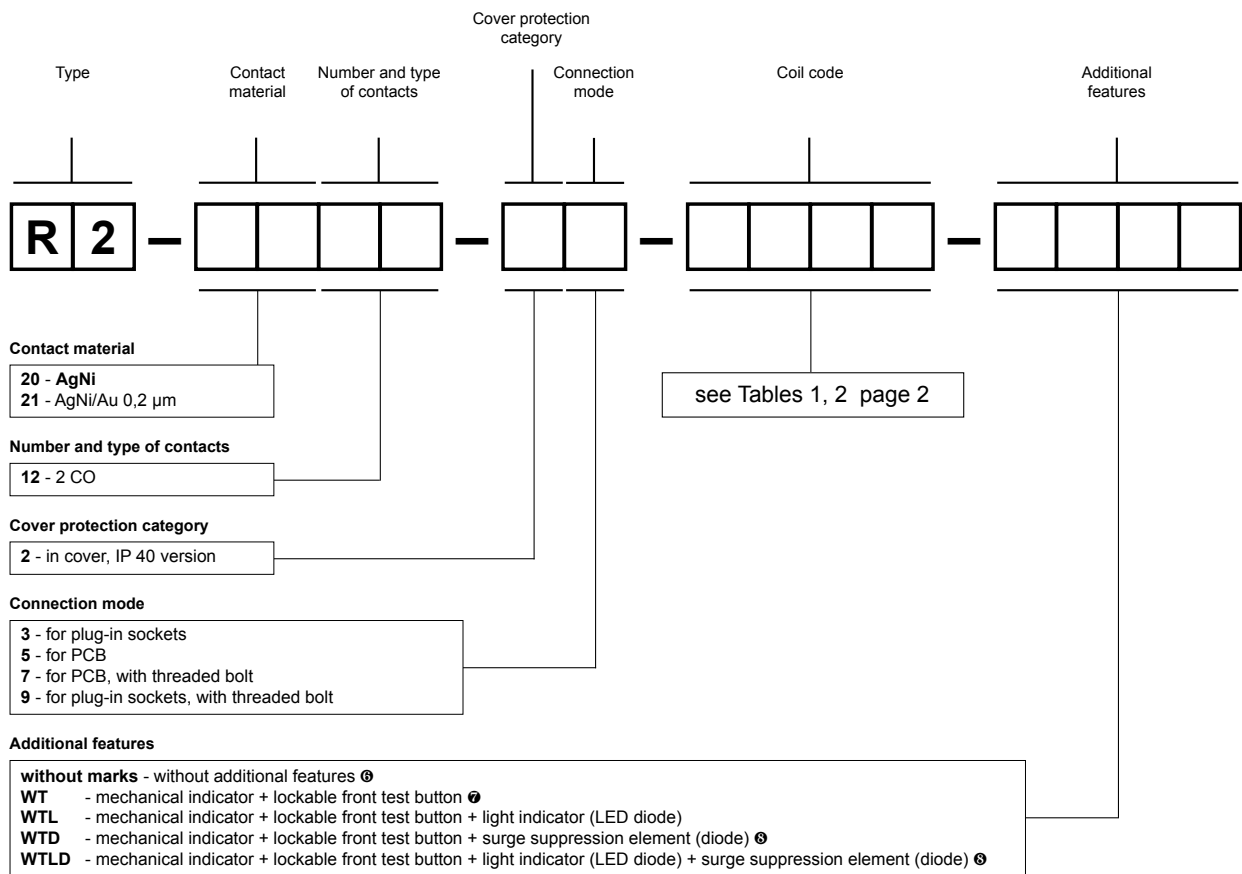 Cover protection
category
Type
Contact
material
Number and type
of contacts
Connection
mode
Coil code
Additional
features
R 2 – – – –
Contact material
20 - AgNi
21 - AgNi/Au 0,2 µm
see Tables 1, 2 page 2
Number and type of contacts
12 - 2 CO
Cover protection category
2 - in cover, IP 40 version
Connection mode
3 - for plug-in sockets
5 - for PCB
7 - for PCB, with threaded bolt
9 - for plug-in sockets, with threaded bolt
Additional features
without marks - without additional features ❻
WT - mechanical indicator + lockable front test button ❼
WTL - mechanical indicator + lockable front test button + light indicator (LED diode)
WTD - mechanical indicator + lockable front test button + surge suppression element (diode) ❽
WTLD - mechanical indicator + lockable front test button + light indicator (LED diode) + surge suppression element (diode) ❽